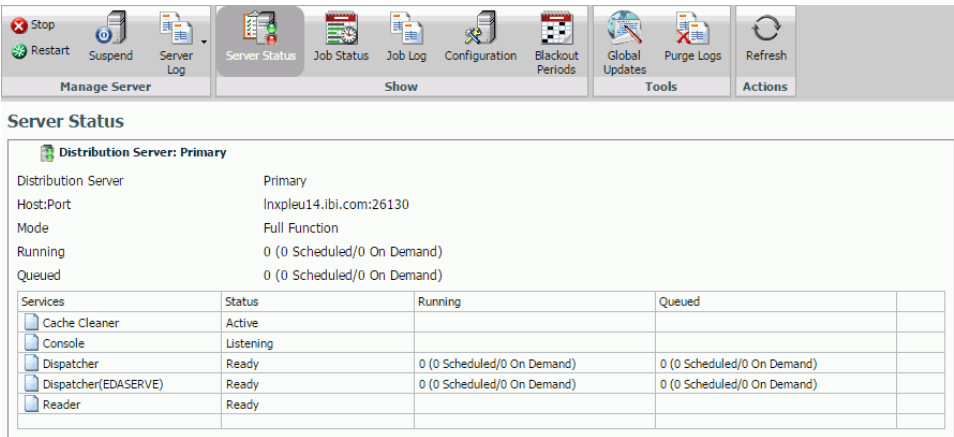 Stop
Restart
Suspend
Server Log
Manage Server
Server Status
Job Status
Job Log
Configuration
Blackout Periods
Show
Global Updates
Purge Logs
Tools
Refresh
Actions
Server Status
Distribution Server: Primary
Distribution Server Primary
Host:Port lnxpleu14.ibi.com:26130
Mode Full Function
Running 0 (0 Scheduled/0 On Demand)
Queued 0 (0 Scheduled/0 On Demand)
Services Status Running Queued
Cache Cleaner Active
Console Listening
Dispatcher Ready 0 (0 Scheduled/0 On Demand) 0 (0 Scheduled/0 On Demand)
Dispatcher(EDASERVE) Ready 0 (0 Scheduled/0 On Demand) 0 (0 Scheduled/0 On Demand)
Reader Ready